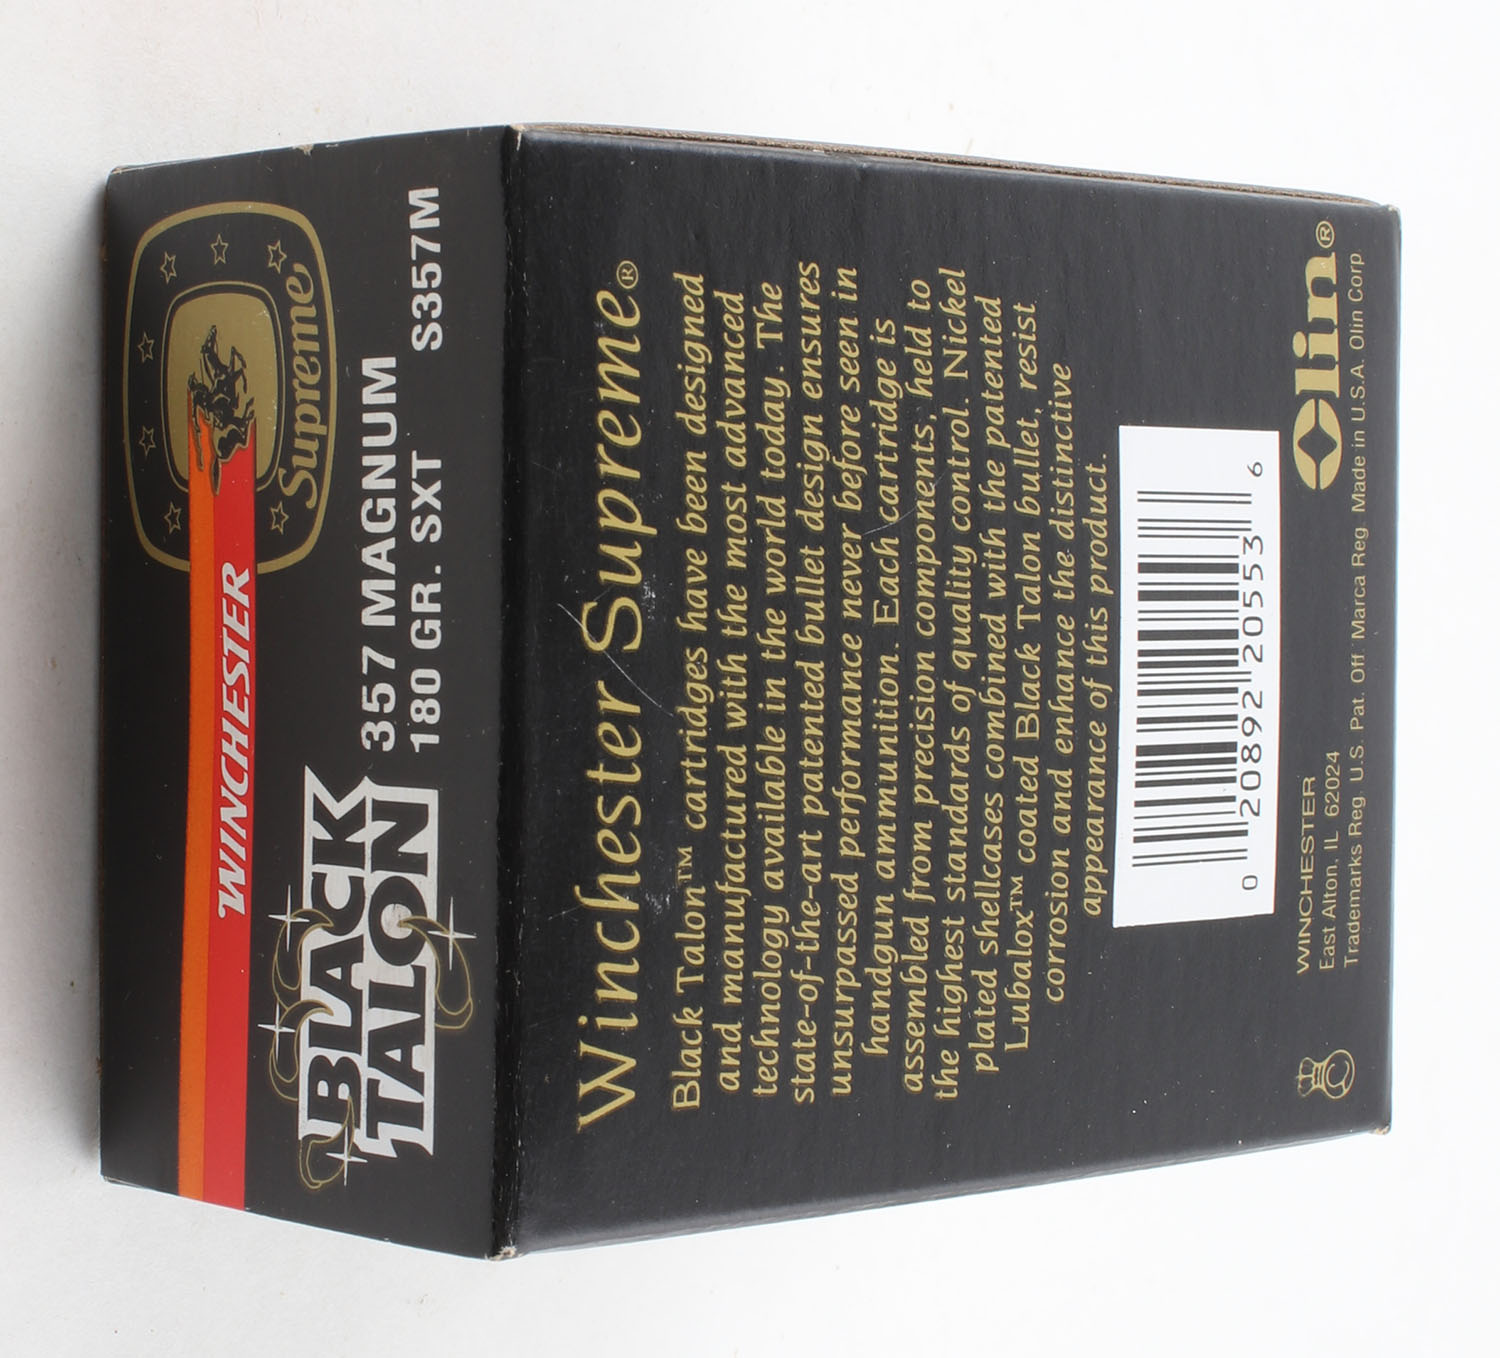 Supreme
WINCHESTER
BLACK
TALON
357 MAGNUM
180 GR. SXT S357M
Winchester Supreme®
Black Talon™ cartridges have been designed
and manufactured with the most advanced
technology available in the world today. The
state-of-the-art patented bullet design ensures
unsurpassed performance never before seen in
handgun ammunition. Each cartridge is
assembled from precision components, held to
the highest standards of quality control. Nickel
plated shellcases combined with the patented
Lubalox™ coated Black Talon bullet, resist
corrosion and enhance the distinctive
appearance of this product.
0 20892 20553 6
WINCHESTER
East Alton, IL 62024
Trademarks Reg. U.S. Pat. Off. Marca Reg. Made in U.S.A. Olin Corp
Olin®